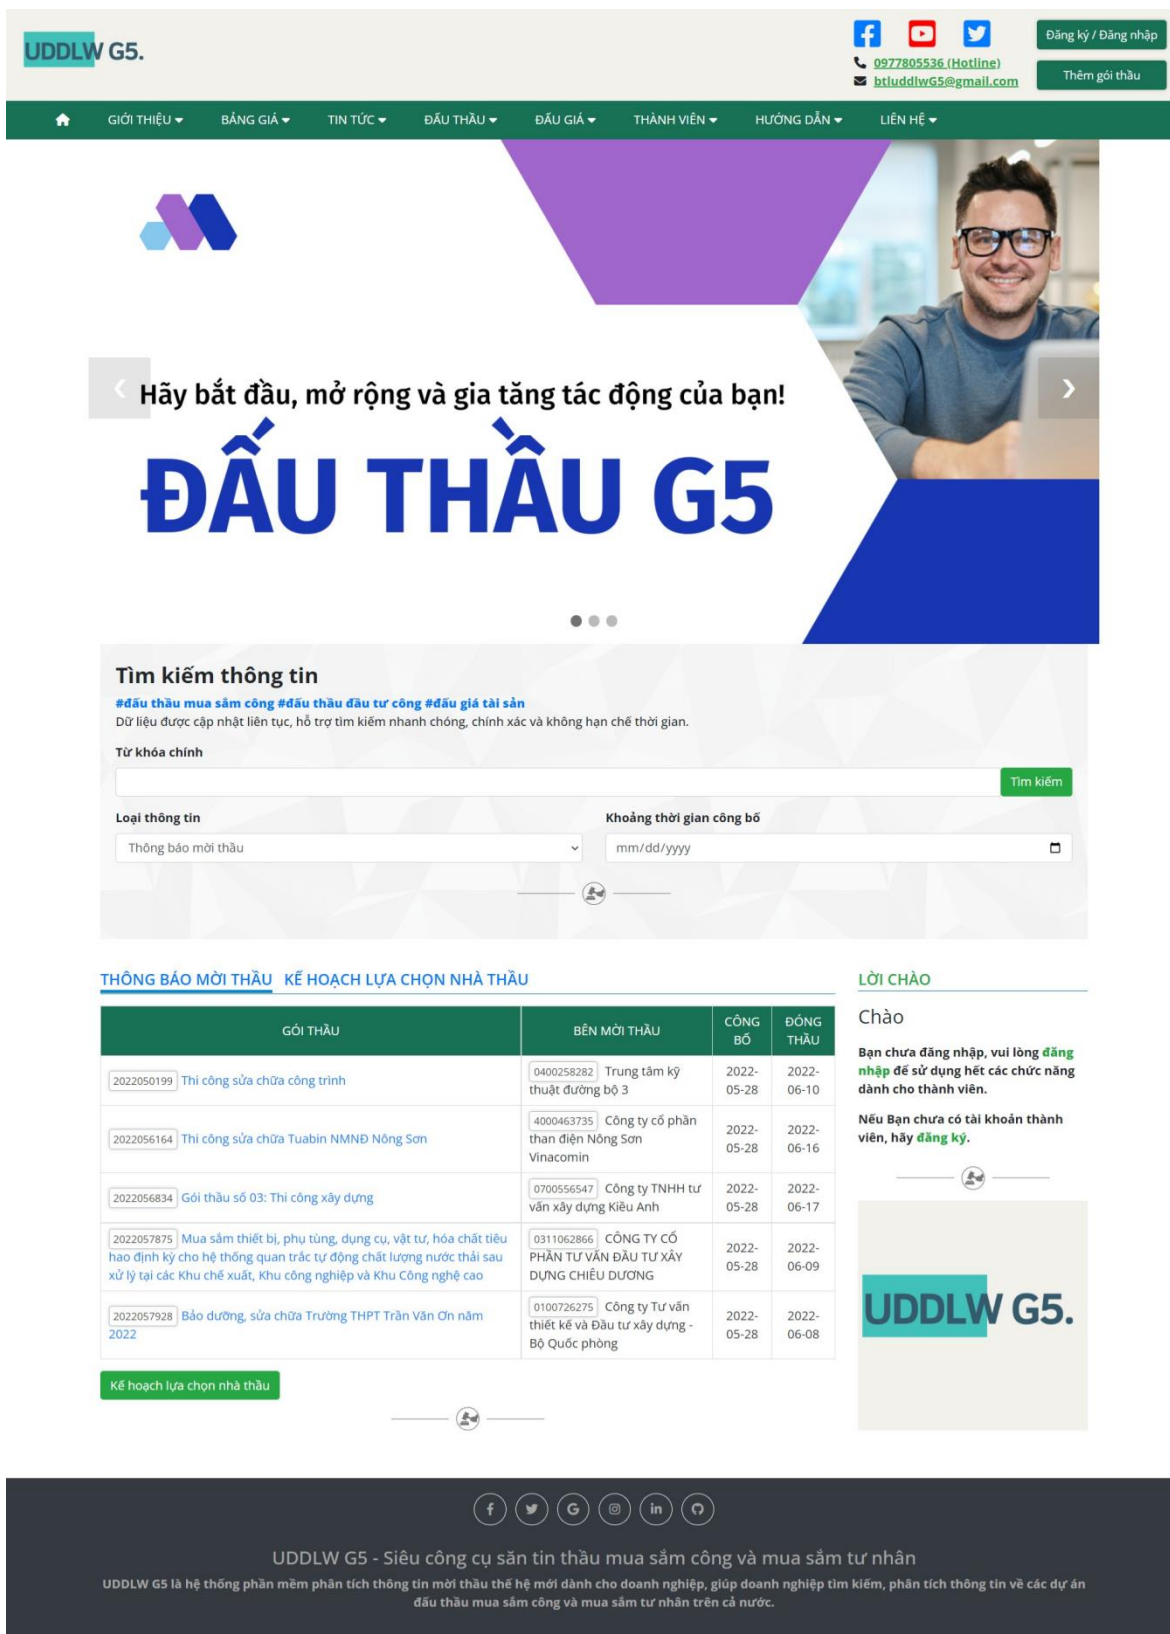 UDDLW G5.
0977805536 (Hotline)
btluddlwG5@gmail.com
Đăng ký / Đăng nhập
Thêm gói thầu
GIỚI THIỆU
BẢNG GIÁ
TIN TỨC
ĐẤU THẦU
ĐẤU GIÁ
THÀNH VIÊN
HƯỚNG DẪN
LIÊN HỆ
Hãy bắt đầu, mở rộng và gia tăng tác động của bạn!
ĐẤU THẦU G5
Tìm kiếm thông tin
#đấu thầu mua sắm công #đấu thầu đầu tư công #đấu giá tài sản
Dữ liệu được cập nhật liên tục, hỗ trợ tìm kiếm nhanh chóng, chính xác và không hạn chế thời gian.
Từ khóa chính
Tìm kiếm
Loại thông tin
Khoảng thời gian công bố
Thông báo mời thầu
mm/dd/yyyy
THÔNG BÁO MỜI THẦU
KẾ HOẠCH LỰA CHỌN NHÀ THẦU
GÓI THẦU
BÊN MỜI THẦU
CÔNG
BỐ
ĐÓNG
THẦU
2022050199 Thi công sửa chữa công trình
0400258282 Trung tâm kỹ
thuật đường bộ 3
2022-
05-28
2022-
06-10
2022056164 Thi công sửa chữa Tuabin NMNĐ Nông Sơn
4000463735 Công ty cổ phần
than điện Nông Sơn
Vinacomin
2022-
05-28
2022-
06-16
2022056834 Gói thầu số 03: Thi công xây dựng
0700556547 Công ty TNHH tư
vấn xây dựng Kiều Anh
2022-
05-28
2022-
06-17
2022057875 Mua sắm thiết bị, phụ tùng, dụng cụ, vật tư, hóa chất tiêu
hao định kỳ cho hệ thống quan trắc tự động chất lượng nước thải sau
xử lý tại các Khu chế xuất, Khu công nghiệp và Khu Công nghệ cao
0311062866 CÔNG TY CỔ
PHẦN TƯ VẤN ĐẦU TƯ XÂY
DỰNG CHIÊU DƯƠNG
2022-
05-28
2022-
06-09
2022057928 Bảo dưỡng, sửa chữa Trường THPT Trần Văn Ơn năm
2022
0100726275 Công ty Tư vấn
thiết kế và Đầu tư xây dựng -
Bộ Quốc phòng
2022-
05-28
2022-
06-08
Kế hoạch lựa chọn nhà thầu
LỜI CHÀO
Chào
Bạn chưa đăng nhập, vui lòng đăng
nhập để sử dụng hết các chức năng
dành cho thành viên.
Nếu Bạn chưa có tài khoản thành
viên, hãy đăng ký.
UDDLW G5.
UDDLW G5 - Siêu công cụ săn tin thầu mua sắm công và mua sắm tư nhân
UDDLW G5 là hệ thống phần mềm phân tích thông tin mời thầu thế hệ mới dành cho doanh nghiệp, giúp doanh nghiệp tìm kiếm, phân tích thông tin về các dự án
đấu thầu mua sắm công và mua sắm tư nhân trên cả nước.